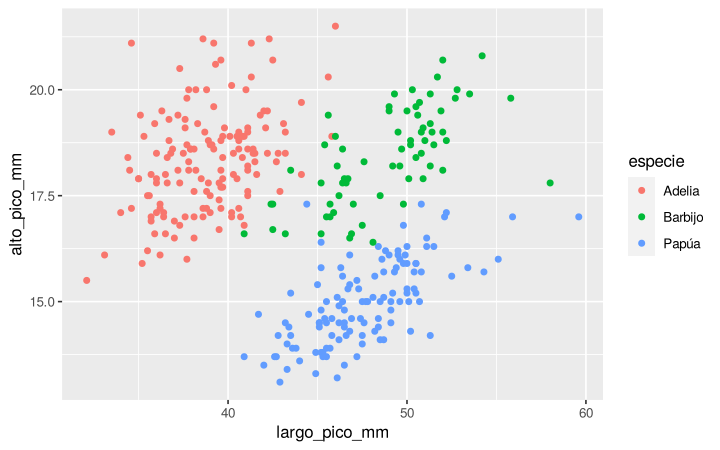 20.0
17.5
15.0
alto_pico_mm
40
50
60
largo_pico_mm
especie
Adelia
Barbijo
Papúa